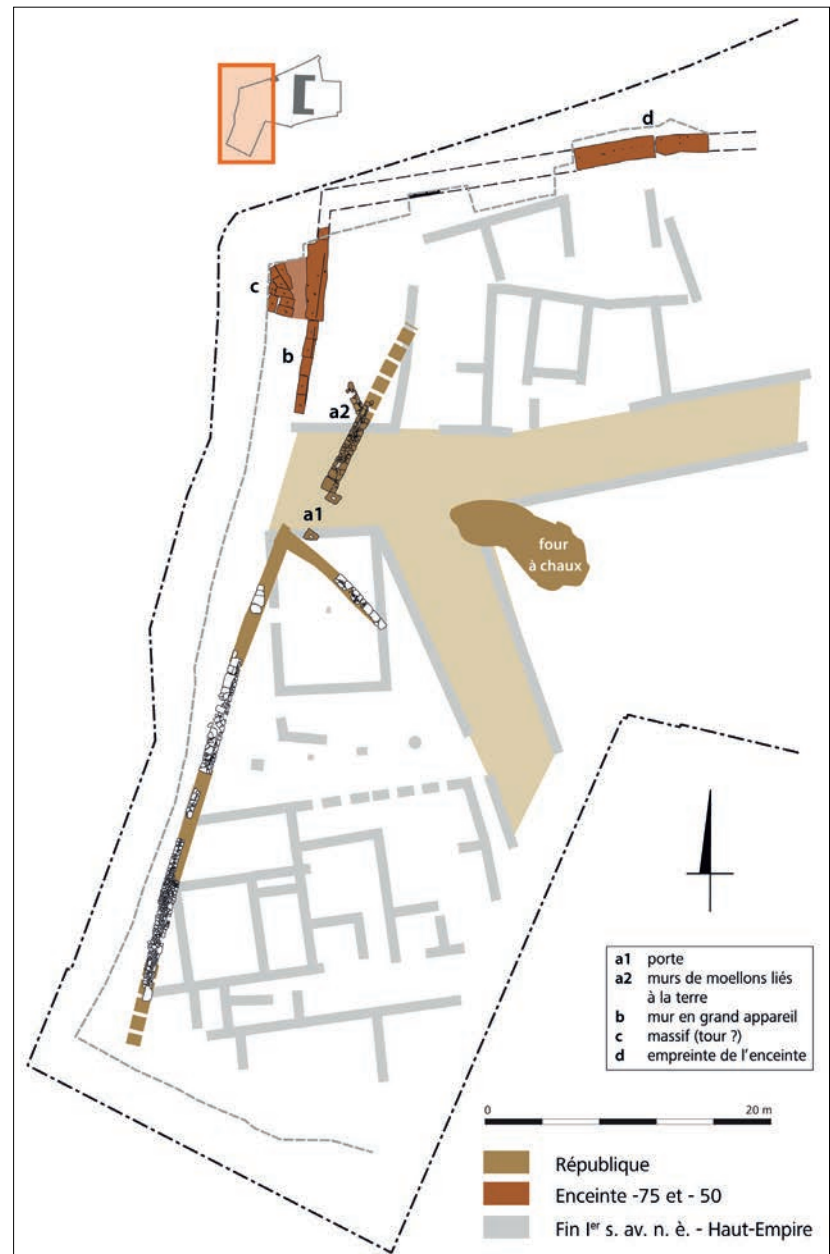 d
c
b
a2
a1
four
à chaux
a1 porte
a2 murs de moellons liés
à la terre
b mur en grand appareil
c massif (tour ?)
d empreinte de l'enceinte
0 20 m
République
Enceinte -75 et - 50
Fin Ier s. av. n. è. - Haut-Empire